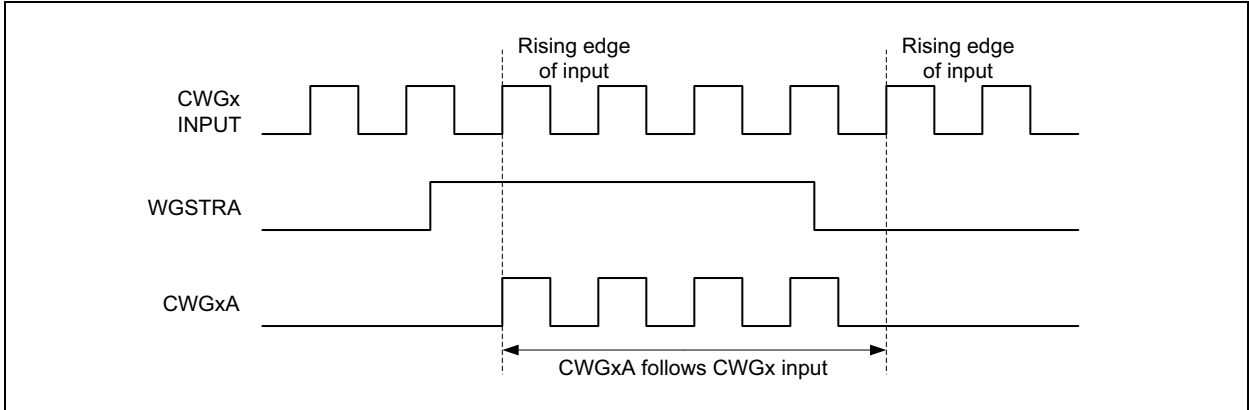 Rising edge
of input
Rising edge
of input
CWGx
INPUT
WGSTRA
CWGxA
CWGxA follows CWGx input